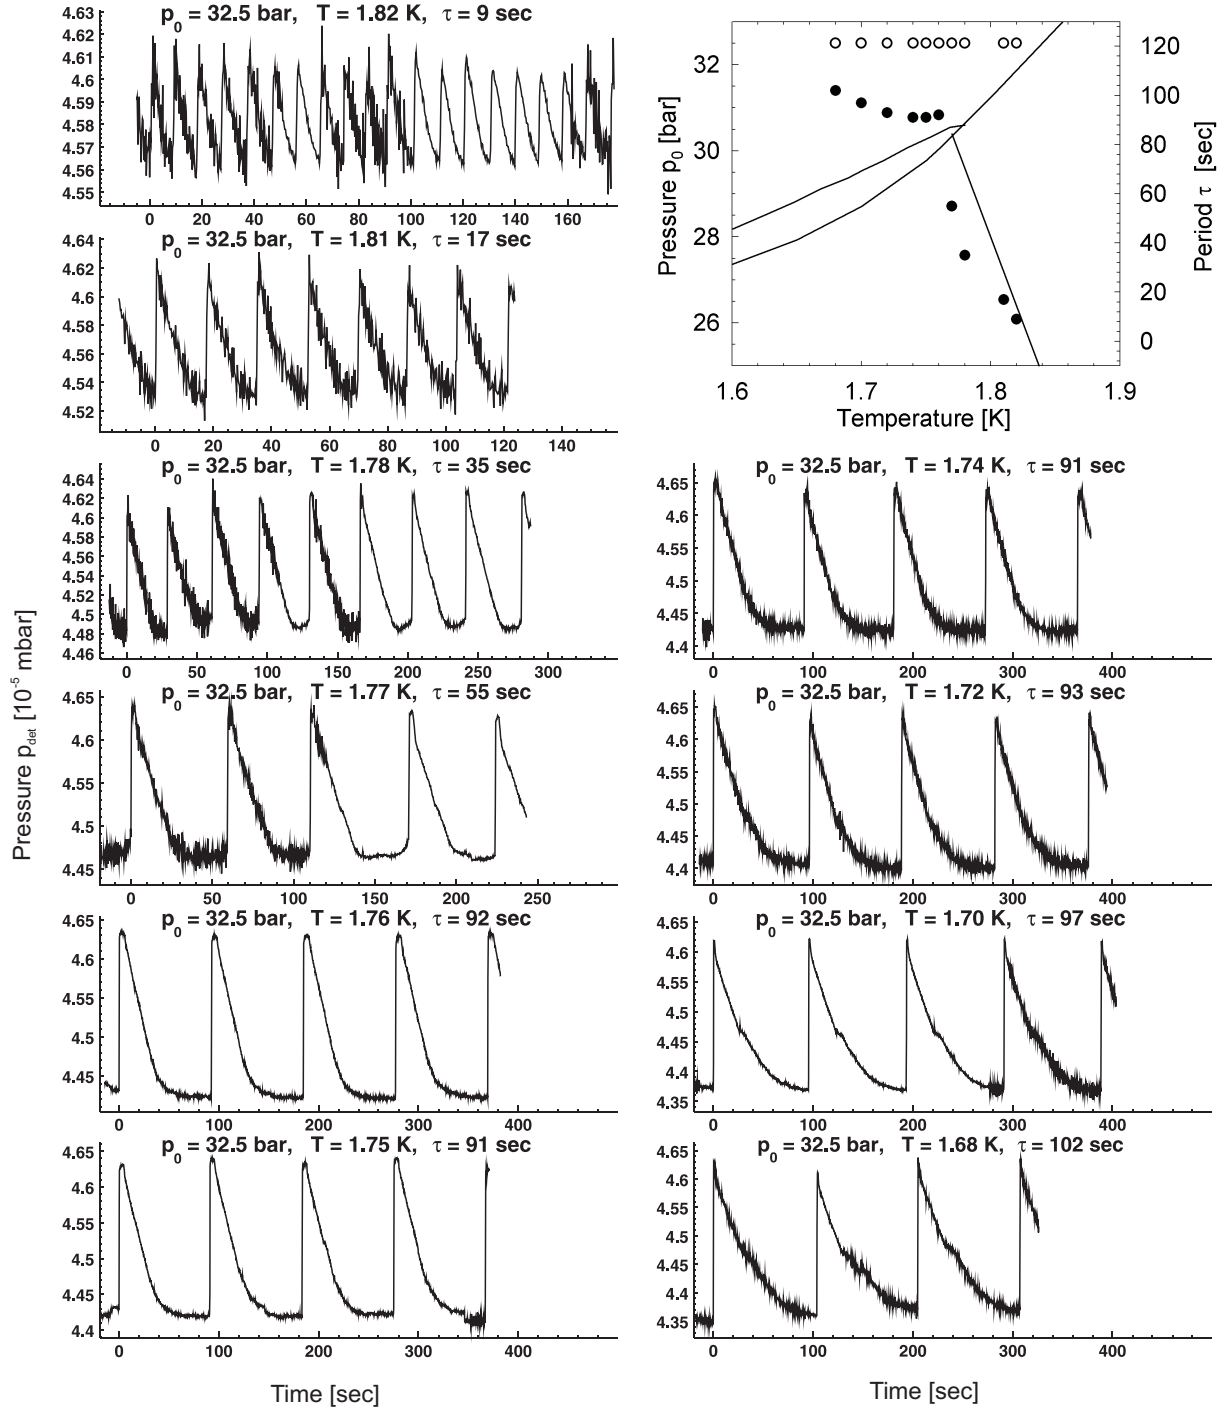 p0 = 32.5 bar, T = 1.82 K, τ = 9 sec
4.63
4.62
4.61
4.6
4.59
4.58
4.57
4.56
4.55
4.54
0 20 40 60 80 100 120 140 160
p0 = 32.5 bar, T = 1.81 K, τ = 17 sec
4.64
4.62
4.6
4.58
4.56
4.54
4.52
0 20 40 60 80 100 120 140
32
30
28
26
Pressure p0 [bar]
120
100
80
60
40
20
0
Period τ [sec]
1.6 1.7 1.8 1.9
Temperature [K]
p0 = 32.5 bar, T = 1.78 K, τ = 35 sec
4.64
4.62
4.6
4.58
4.56
4.54
4.52
4.5
4.48
4.46
0 50 100 150 200 250 300
p0 = 32.5 bar, T = 1.74 K, τ = 91 sec
4.65
4.6
4.55
4.5
4.45
4.4
0 100 200 300 400
Pressure pdet [10-5 mbar]
p0 = 32.5 bar, T = 1.77 K, τ = 55 sec
4.65
4.6
4.55
4.5
4.45
0 50 100 150 200 250
p0 = 32.5 bar, T = 1.72 K, τ = 93 sec
4.65
4.6
4.55
4.5
4.45
4.4
0 100 200 300 400
p0 = 32.5 bar, T = 1.76 K, τ = 92 sec
4.65
4.6
4.55
4.5
4.45
0 100 200 300 400
p0 = 32.5 bar, T = 1.70 K, τ = 97 sec
4.65
4.6
4.55
4.5
4.45
4.4
4.35
0 100 200 300 400
p0 = 32.5 bar, T = 1.75 K, τ = 91 sec
4.65
4.6
4.55
4.5
4.45
4.4
0 100 200 300 400
p0 = 32.5 bar, T = 1.68 K, τ = 102 sec
4.65
4.6
4.55
4.5
4.45
4.4
4.35
0 100 200 300 400
Time [sec]
Time [sec]